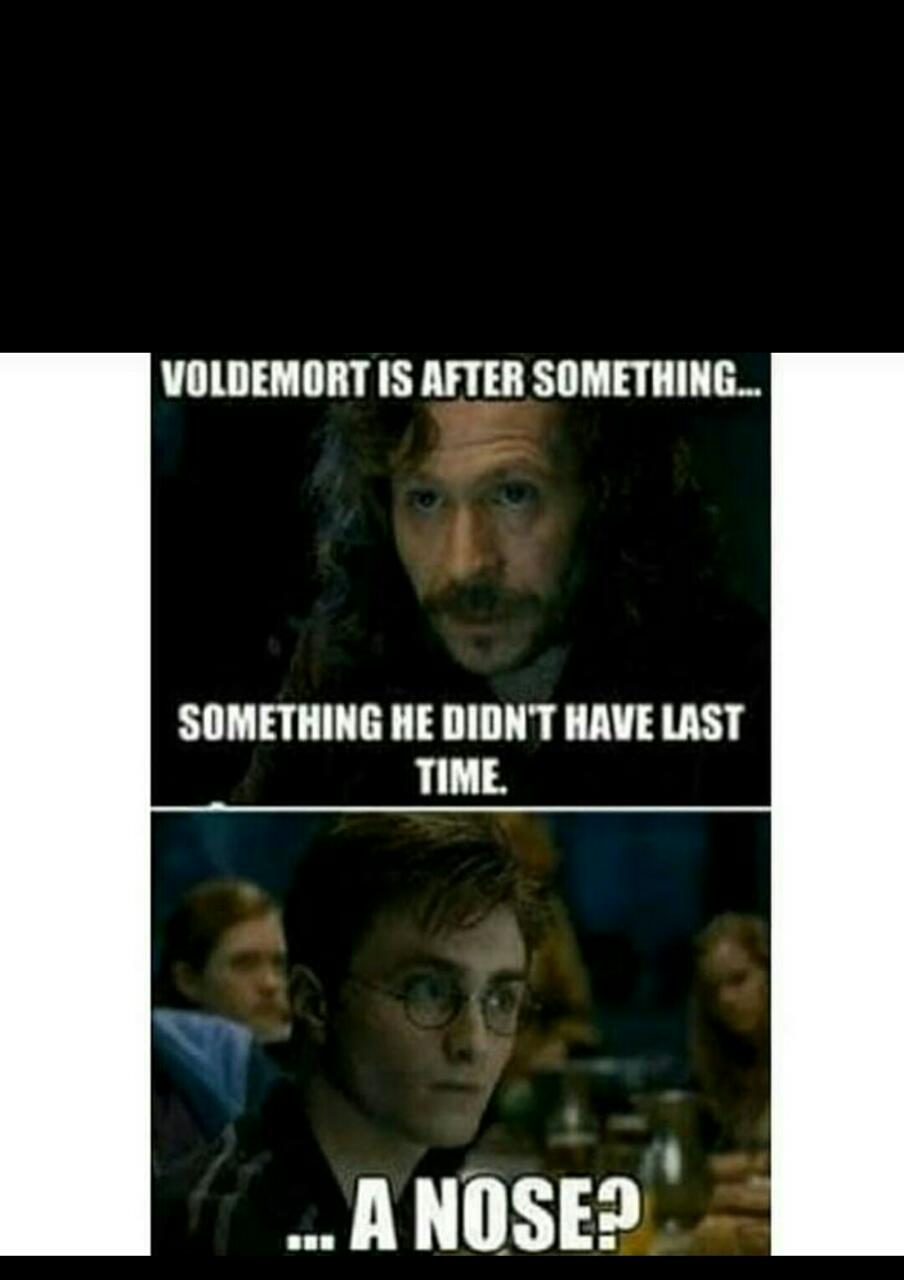 VOLDEMORT IS AFTER SOMETHING...
SOMETHING HE DIDN'T HAVE LAST
TIME.
... A NOSE?